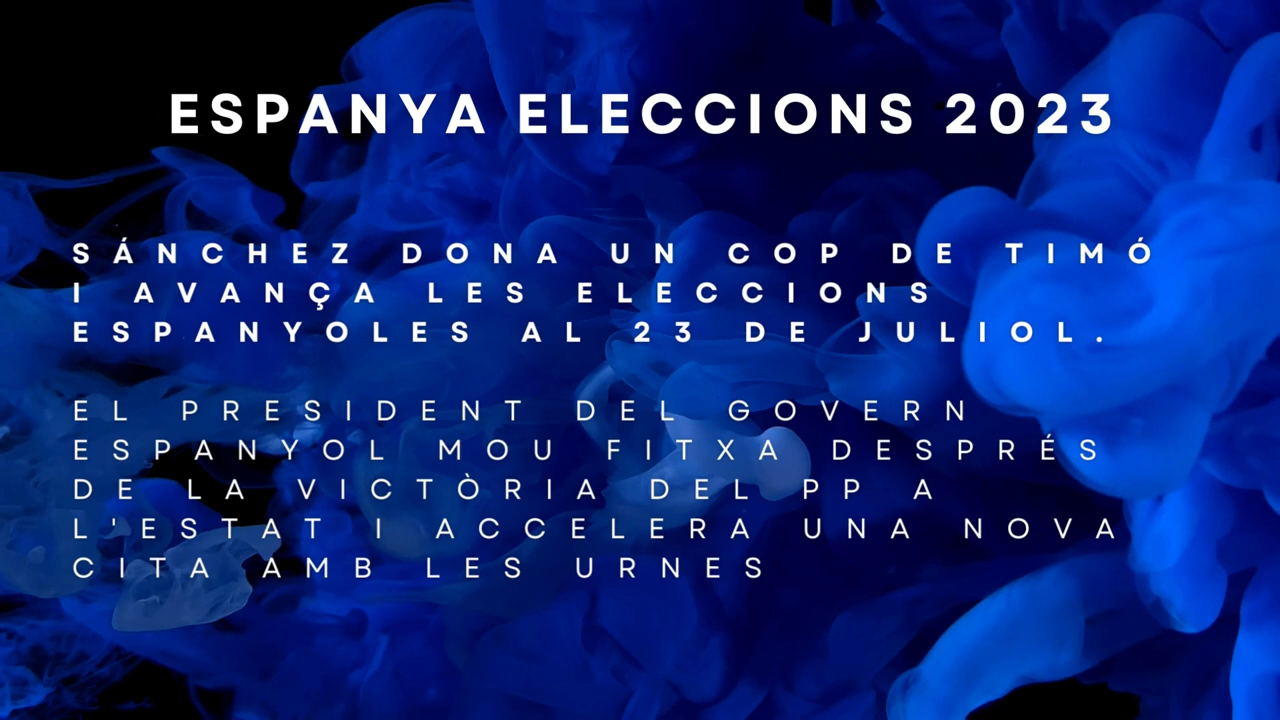 ESPANYA ELECCIONS 2023
SÁNCHEZ DONA UN COP DE TIMÓ
I AVANÇA LES ELECCIONS
ESPANYOLES AL 23 DE JULIOL.
EL PRESIDENT DEL GOVERN
ESPANYOL MOU FITXA DESPRÉS
DE LA VICTÒRIA DEL PP A
L'ESTAT I ACCELERA UNA NOVA
CITA AMB LES URNES